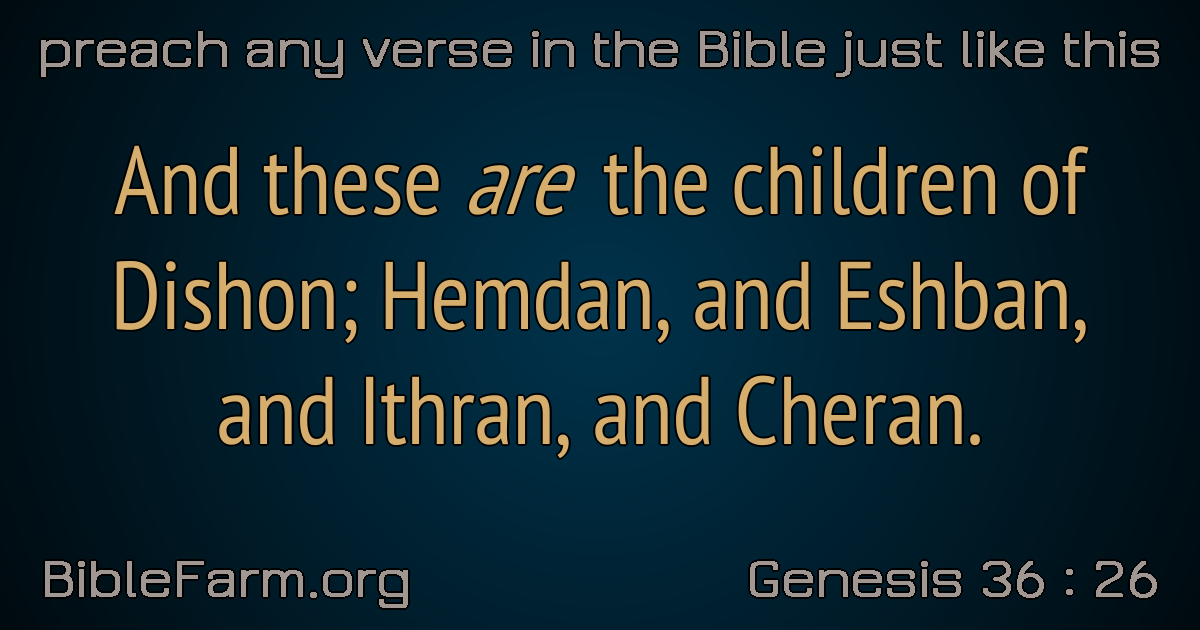 preach any verse in the Bible just like this
And these are the children of
Dishon; Hemdan, and Eshban,
and Ithran, and Cheran.
BibleFarm.org
Genesis 36 : 26